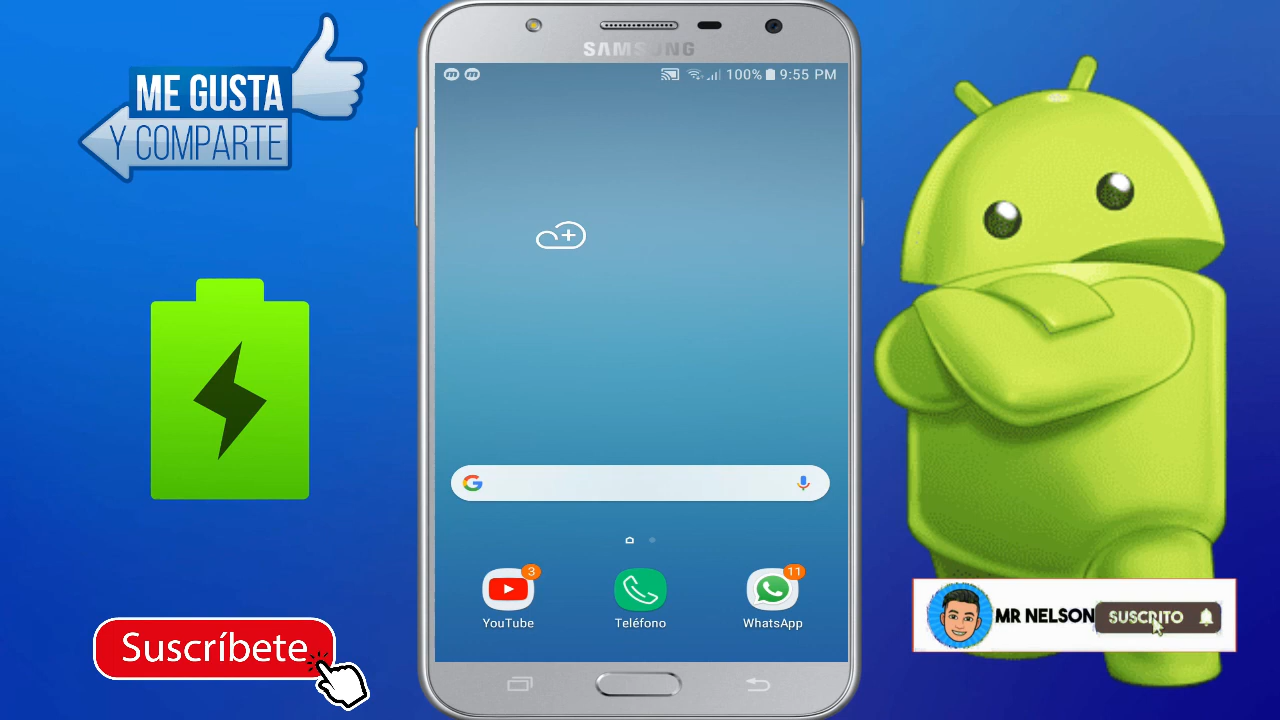 ME GUSTA
Y COMPARTE
SAMSUNG
100% 9:55 PM
3
YouTube
Teléfono
11
WhatsApp
Suscríbete
MR NELSON
SUSCRITO